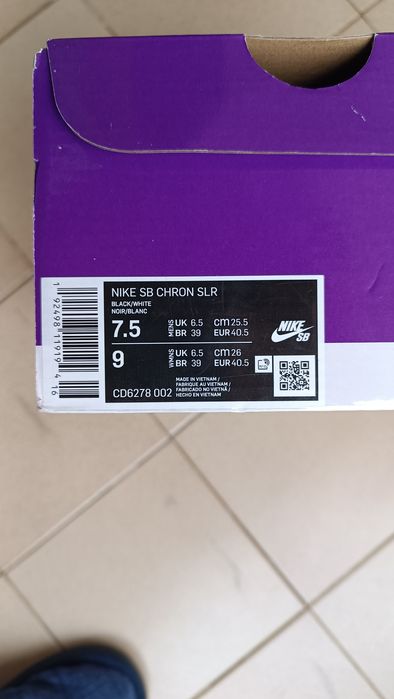 NIKE SB CHRON SLR
BLACK/WHITE
NOIR/BLANC
7.5 MENS UK 6.5 CM 25.5
BR 39 EUR 40.5
9 WMNS UK 6.5 CM 26
BR 39 EUR 40.5
CD6278 002
MADE IN VIETNAM /
FABRIQUÉ AU VIETNAM /
FABRICADO NO VIETNÃ /
HECHO EN VIETNAM
NIKE
SB